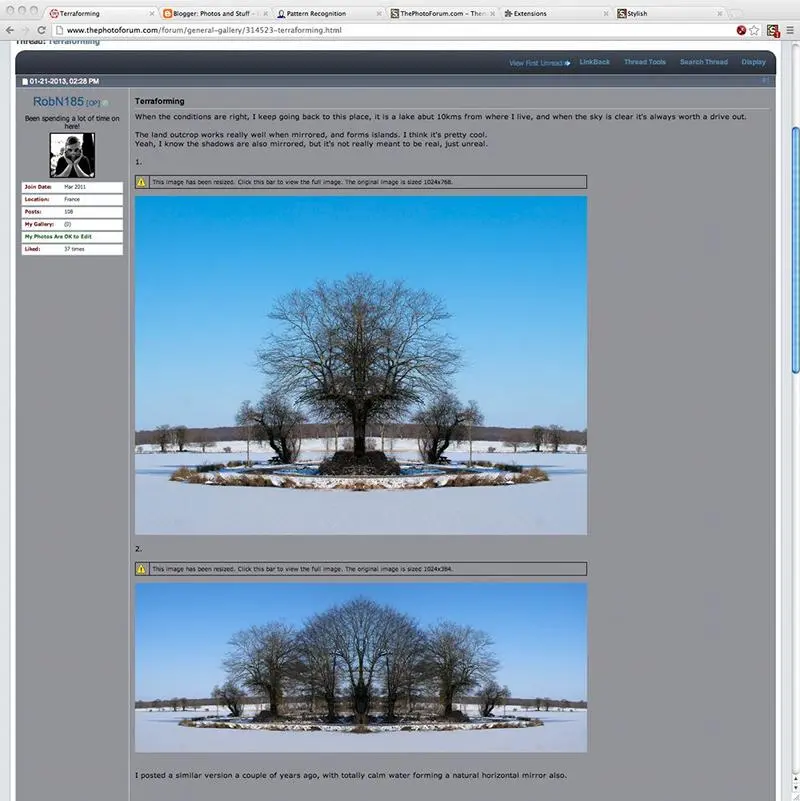 Terraforming
Blogger: Photos and Stuff -
Pattern Recognition
ThePhotoForum.com - Then
Extensions
Stylish
www.thephotoforum.com/forum/general-gallery/314523-terraforming.html
Thread: Terraforming
View First Unread
LinkBack
Thread Tools
Search Thread
Display
01-21-2013, 02:28 PM
#1
RobN185 [OP]
Been spending a lot of time on
here!
Join Date: Mar 2011
Location: France
Posts: 108
My Gallery: (0)
My Photos Are OK to Edit
Liked: 37 times
Terraforming
When the conditions are right, I keep going back to this place, it is a lake abut 10kms from where I live, and when the sky is clear it's always worth a drive out.
The land outcrop works really well when mirrored, and forms islands. I think it's pretty cool.
Yeah, I know the shadows are also mirrored, but it's not really meant to be real, just unreal.
1.
This image has been resized. Click this bar to view the full image. The original image is sized 1024x768.
2.
This image has been resized. Click this bar to view the full image. The original image is sized 1024x384.
I posted a similar version a couple of years ago, with totally calm water forming a natural horizontal mirror also.